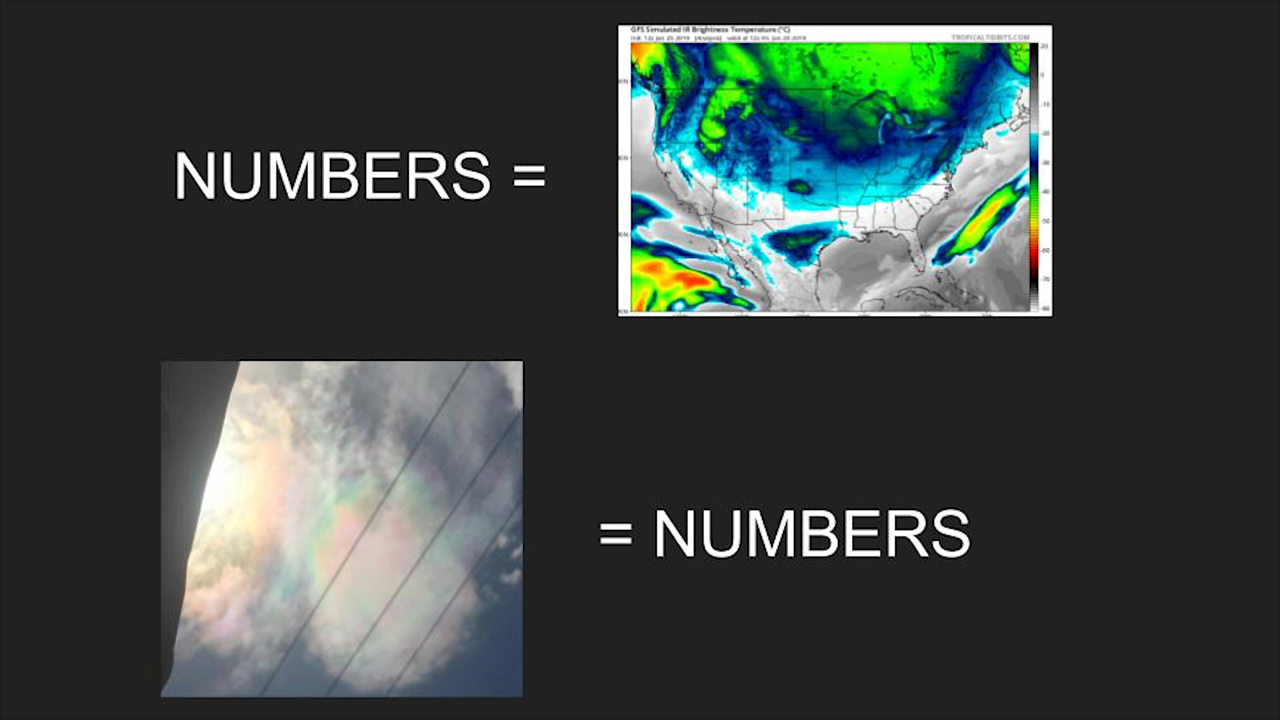 GFS Simulated IR Brightness Temperature (°C)
TROPICALTIDBITS.COM
NUMBERS =
= NUMBERS